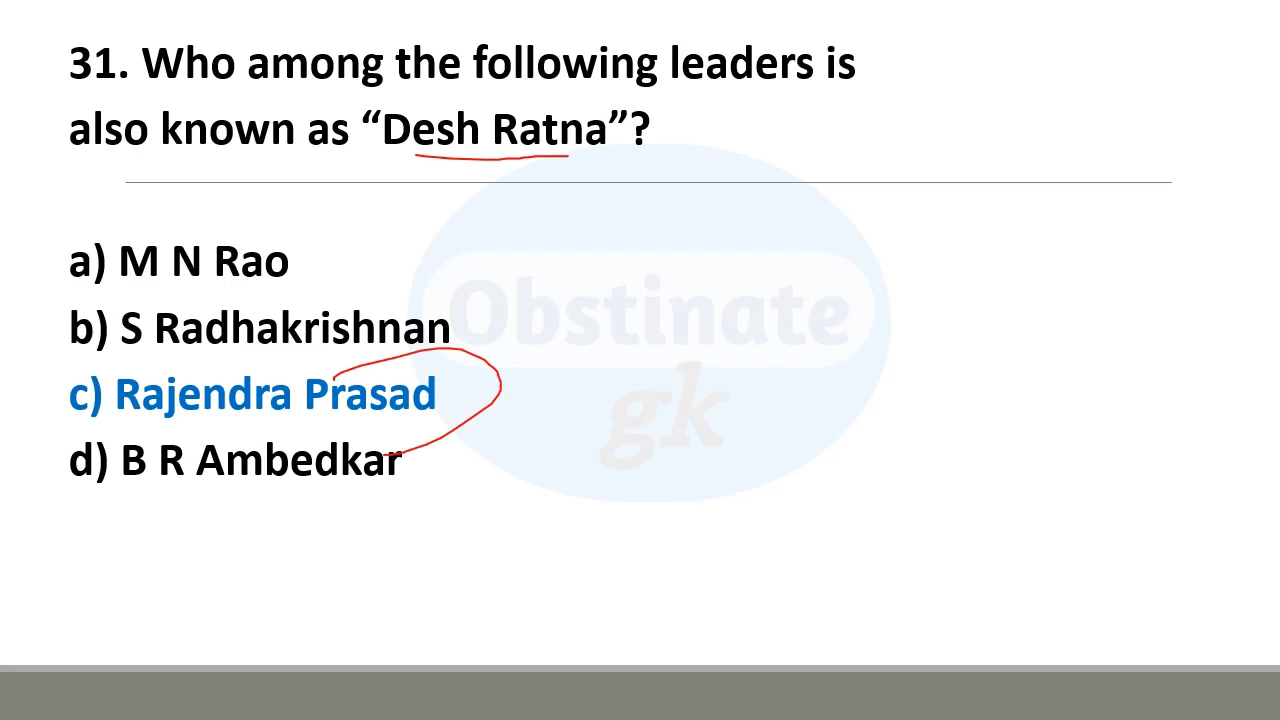 31. Who among the following leaders is
also known as “Desh Ratna”?
a) M N Rao
b) S Radhakrishnan
c) Rajendra Prasad
d) B R Ambedkar
Obstinate
gk